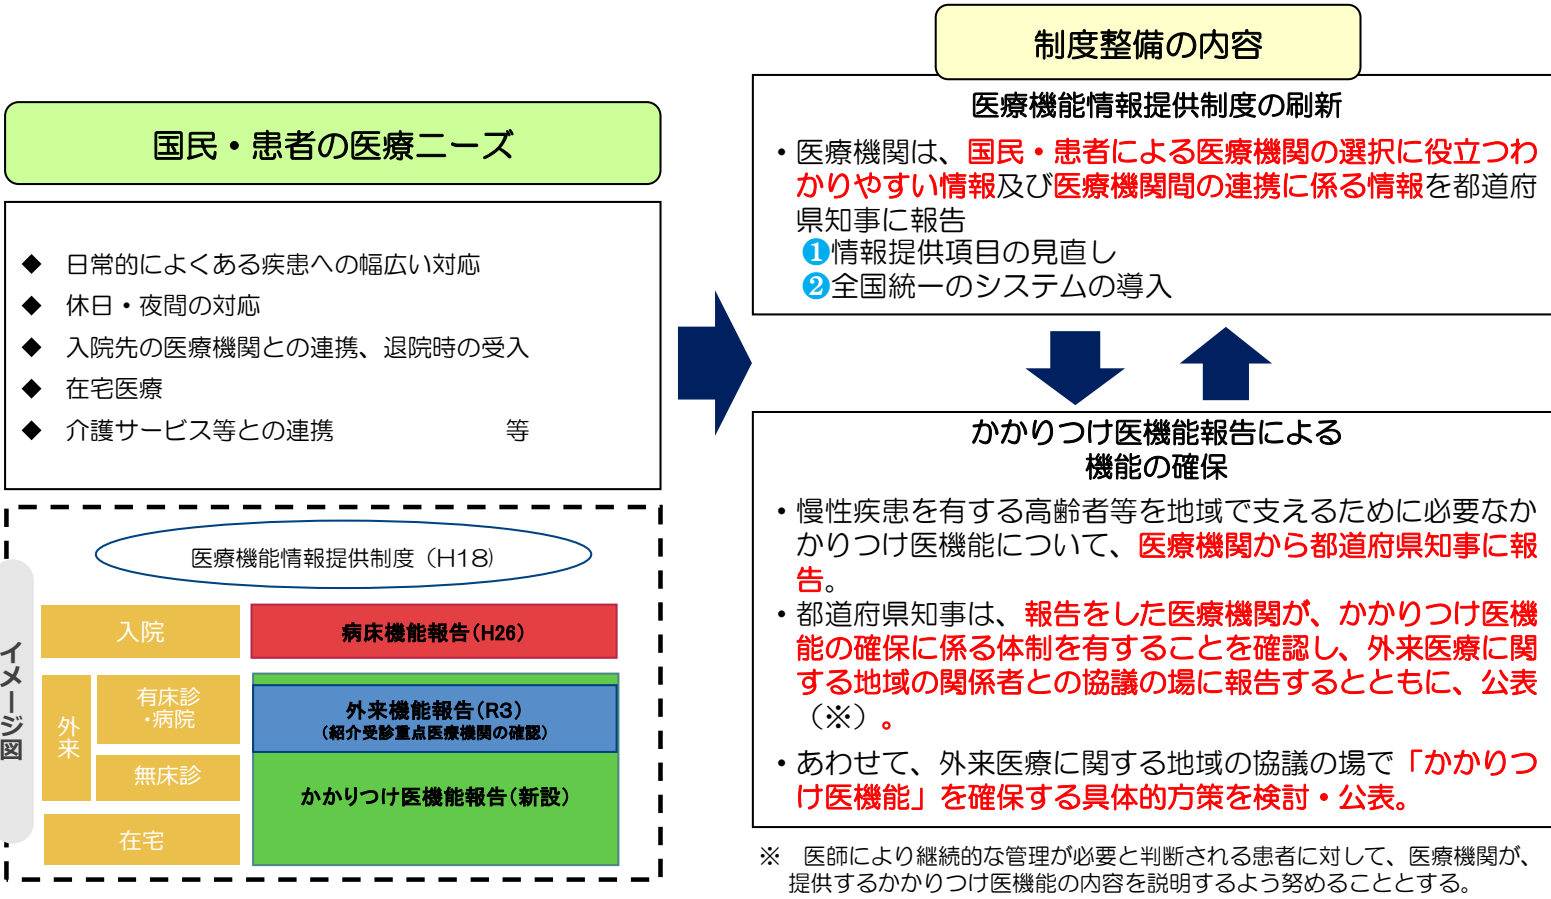 国民・患者の医療ニーズ
◆ 日常的によくある疾患への幅広い対応
◆ 休日・夜間の対応
◆ 入院先の医療機関との連携、退院時の受入
◆ 在宅医療
◆ 介護サービス等との連携 等
イメージ図
医療機能情報提供制度（H18)
入院
病床機能報告(H26)
外来
有床診
・病院
外来機能報告(R3)
(紹介受診重点医療機関の確認)
無床診
かかりつけ医機能報告(新設)
在宅
制度整備の内容
医療機能情報提供制度の刷新
・医療機関は、国民・患者による医療機関の選択に役立つわ
かりやすい情報及び医療機関間の連携に係る情報を都道府
県知事に報告
❶情報提供項目の見直し
❷全国統一のシステムの導入
かかりつけ医機能報告による
機能の確保
・慢性疾患を有する高齢者等を地域で支えるために必要なか
かりつけ医機能について、医療機関から都道府県知事に報
告。
・都道府県知事は、報告をした医療機関が、かかりつけ医機
能の確保に係る体制を有することを確認し、外来医療に関
する地域の関係者との協議の場に報告するとともに、公表
（※）。
・あわせて、外来医療に関する地域の協議の場で「かかりつ
け医機能」を確保する具体的方策を検討・公表。
※ 医師により継続的な管理が必要と判断される患者に対して、医療機関が、
提供するかかりつけ医機能の内容を説明するよう努めることとする。